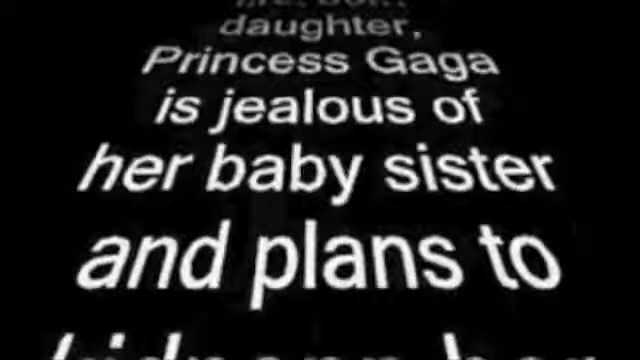 daughter,
Princess Gaga
is jealous of
her baby sister
and plans to